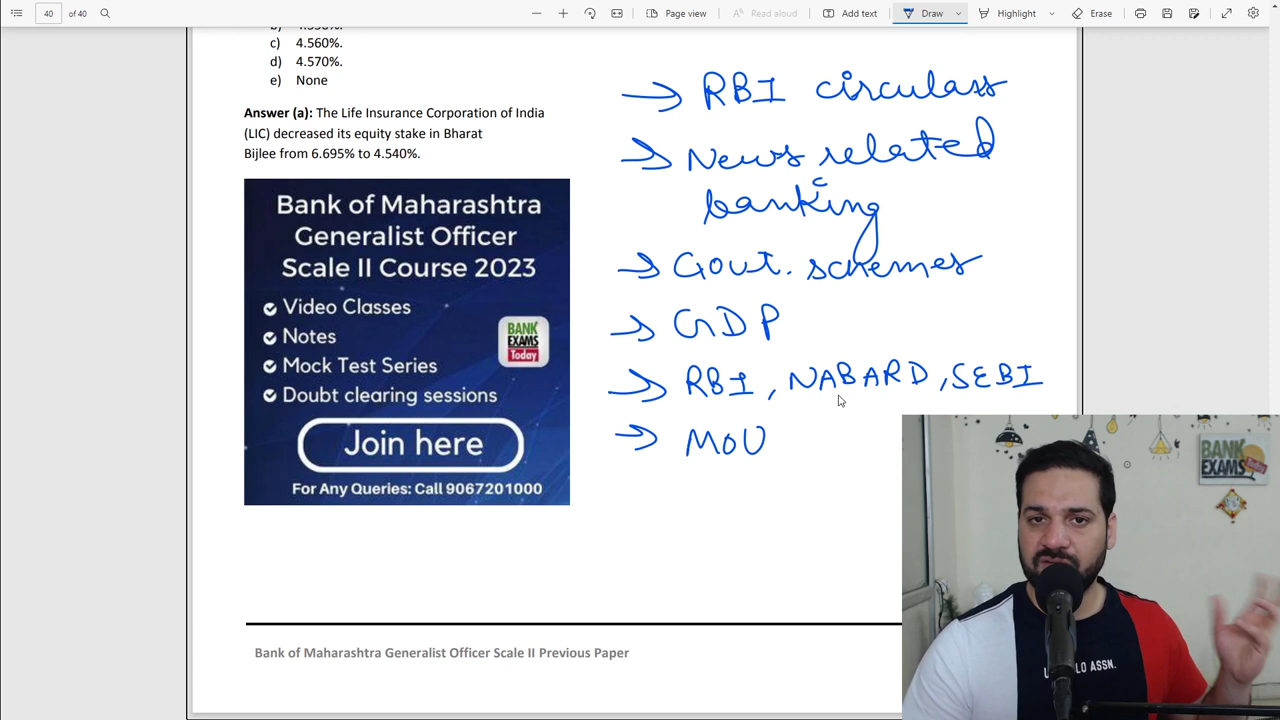 40 of 40
Page view
Read aloud
Add text
Draw
Highlight
Erase
c) 4.560%.
d) 4.570%.
e) None
Answer (a): The Life Insurance Corporation of India
(LIC) decreased its equity stake in Bharat
Bijlee from 6.695% to 4.540%.
Bank of Maharashtra
Generalist Officer
Scale II Course 2023
Video Classes
Notes
Mock Test Series
Doubt clearing sessions
BANK
EXAMS
Today
Join here
For Any Queries: Call 9067201000
→ RBI circulars
→ News related
banking
→ Govt. schemes
→ GDP
→ RBI, NABARD, SEBI
→ MOU
BANK
EXAMS
Today
LO ASSN.
Bank of Maharashtra Generalist Officer Scale II Previous Paper